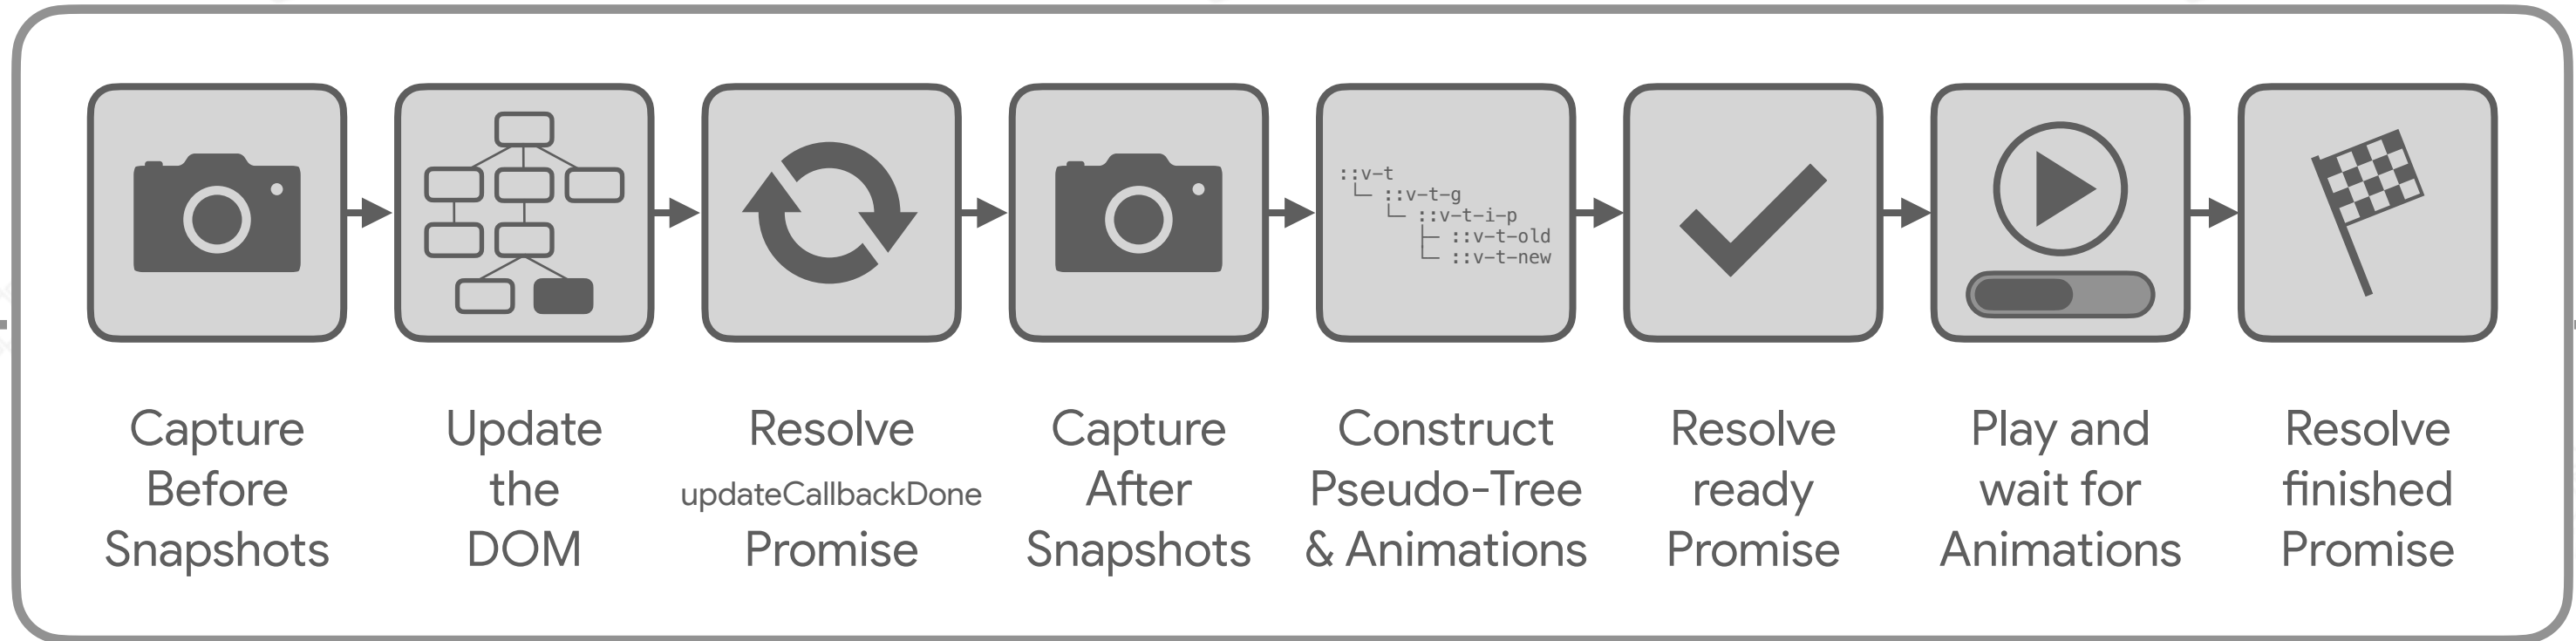 ::v-t
└─ ::v-t-g
└─ ::v-t-i-p
├─ ::v-t-old
└─ ::v-t-new
Capture
Before
Snapshots
Update
the
DOM
Resolve
updateCallbackDone
Promise
Capture
After
Snapshots
Construct
Pseudo-Tree
& Animations
Resolve
ready
Promise
Play and
wait for
Animations
Resolve
finished
Promise